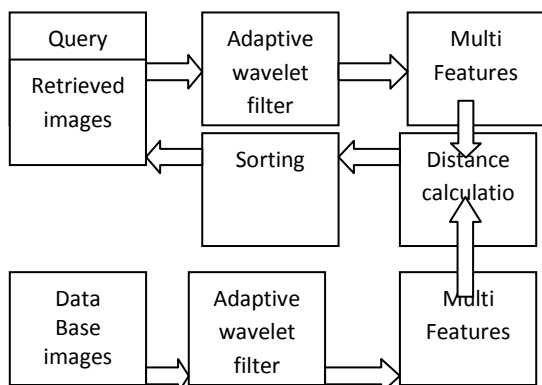 Query
Retrieved
images
Adaptive
wavelet
filter
Multi
Features
Sorting
Distance
calculatio
Data
Base
images
Adaptive
wavelet
filter
Multi
Features